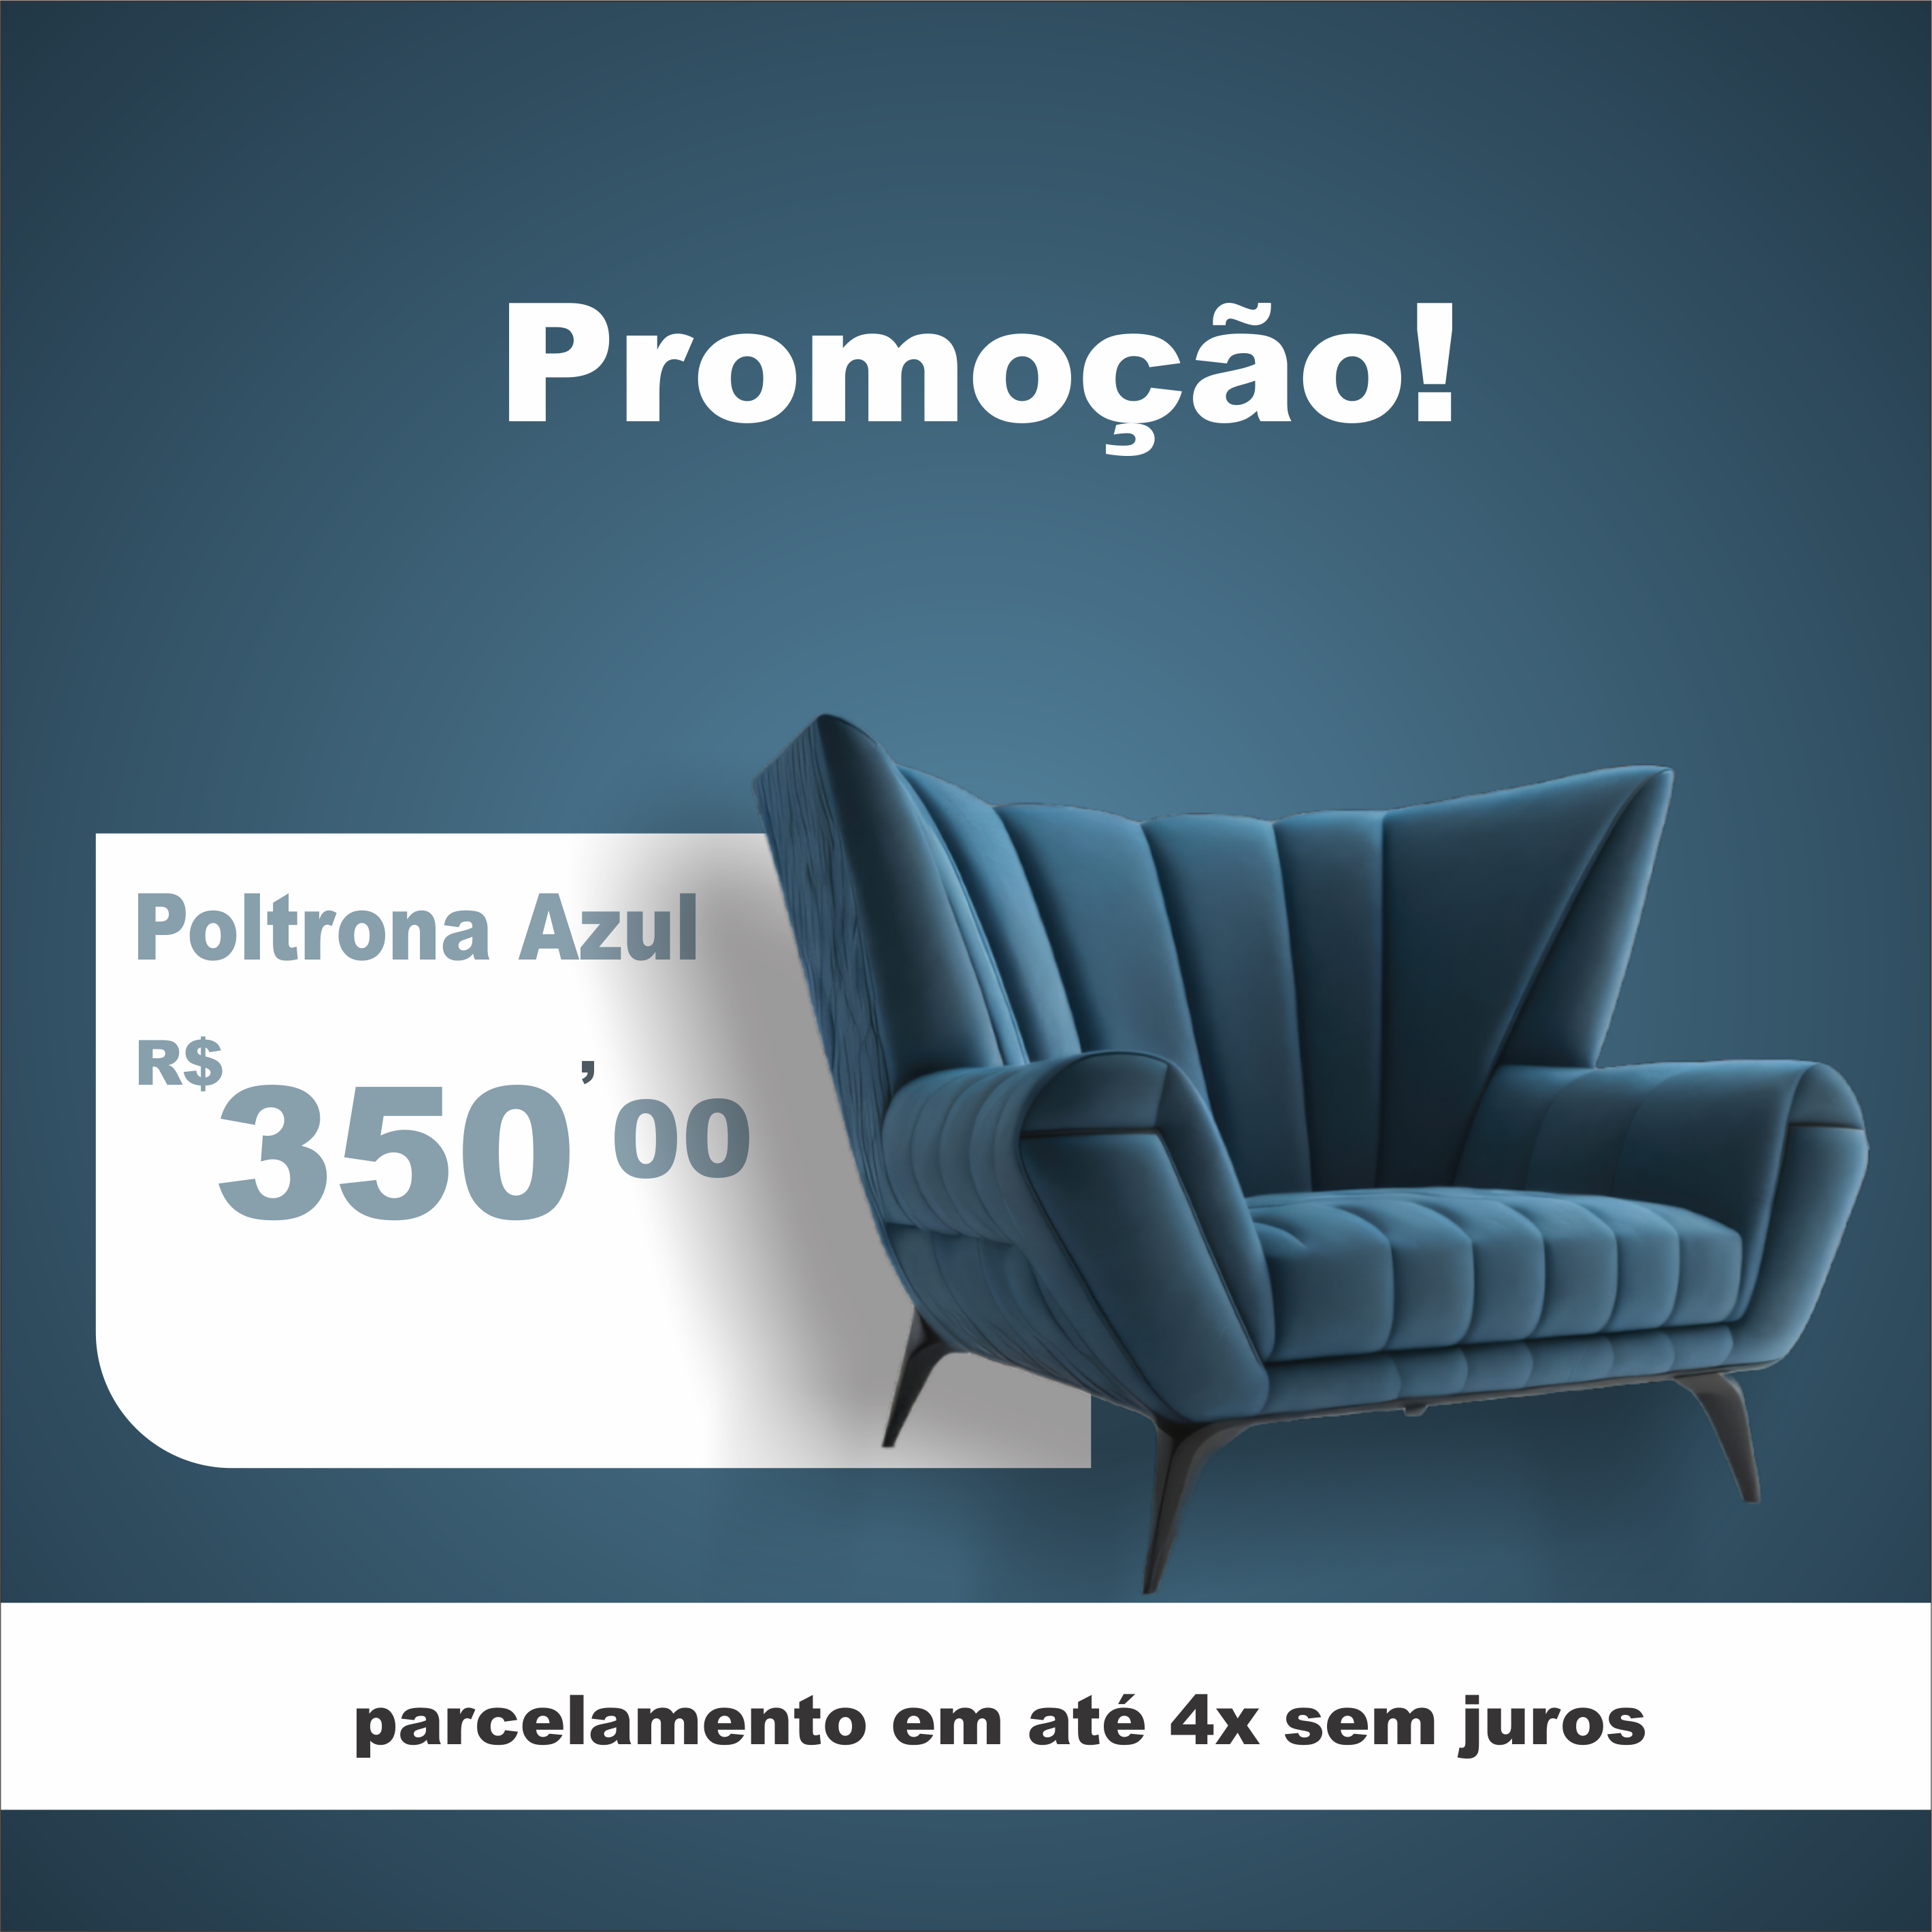 Promoção!
Poltrona Azul
R$ 350,00
parcelamento em até 4x sem juros